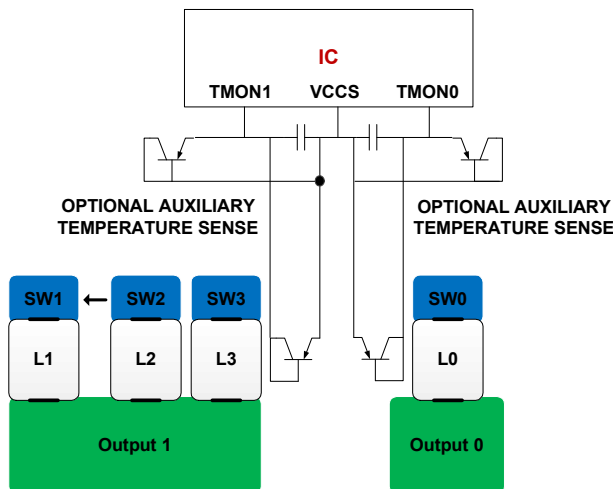 IC
TMON1 VCCS TMON0
OPTIONAL AUXILIARY
TEMPERATURE SENSE
OPTIONAL AUXILIARY
TEMPERATURE SENSE
SW1 SW2 SW3 SW0
L1 L2 L3 L0
Output 1 Output 0